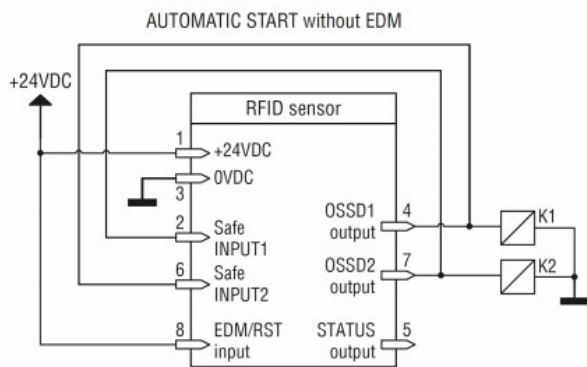 AUTOMATIC START without EDM
+24VDC
RFID sensor
1
+24VDC
0VDC
3
2
Safe
INPUT1
6
Safe
INPUT2
8
EDM/RST
input
OSSD1
output
4
OSSD2
output
7
STATUS
output
5
K1
K2